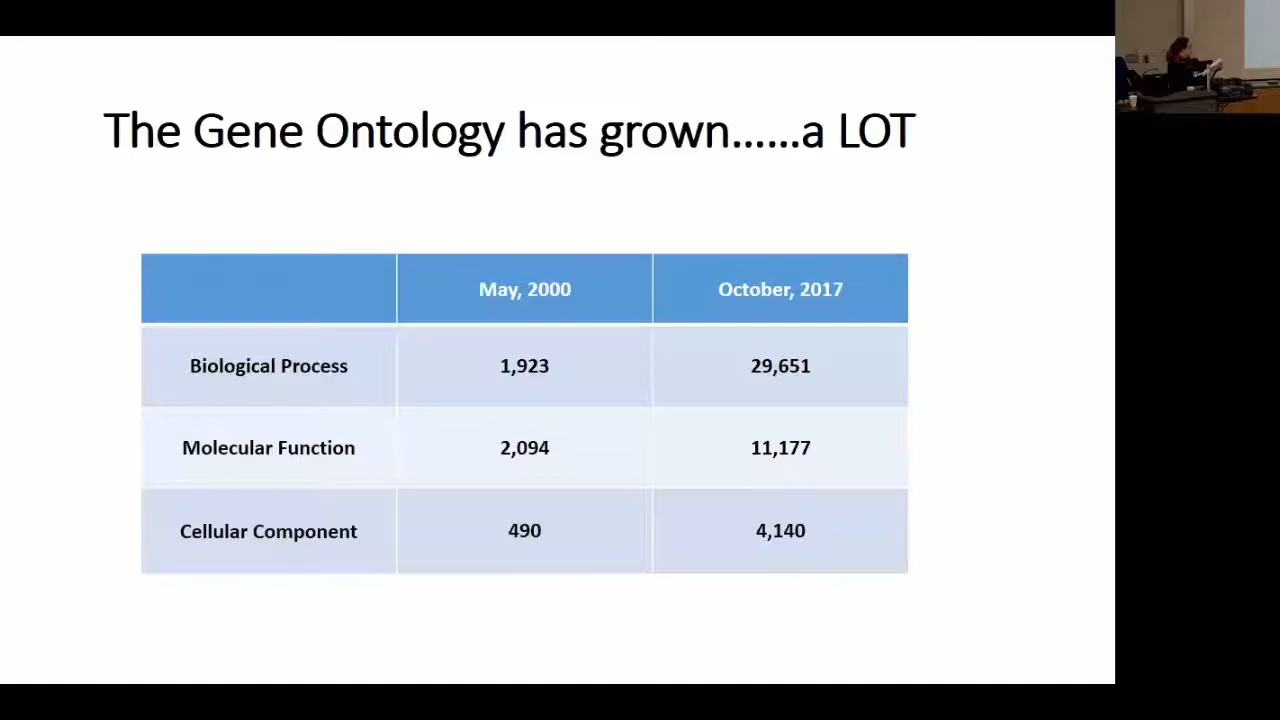 The Gene Ontology has grown......a LOT
May, 2000 October, 2017
Biological Process 1,923 29,651
Molecular Function 2,094 11,177
Cellular Component 490 4,140